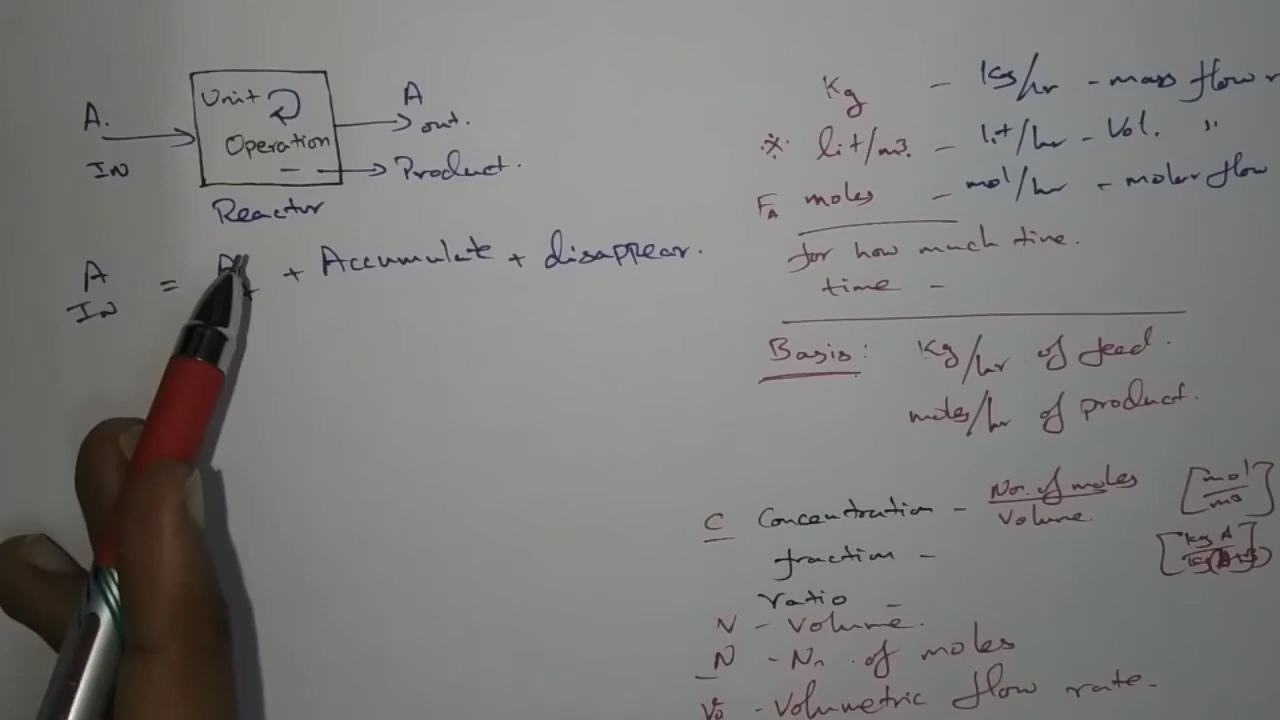 A.
IN
Unit
Operation
Reactor
A
out.
Product.
A
IN
= + Accumulate + disappear.
Kg - Kg/hr - mass flow
※ lit/m3. - lit/hr - Vol. "
FA moles - mol/hr - molar flow
for how much time.
time -
Basis: Kg/hr of feed.
moles/hr of product.
C Concentration - No. of moles
Volume.
[mol
fraction -
ratio -
- Volume.
N - No. of moles
- Volumetric flow rate.